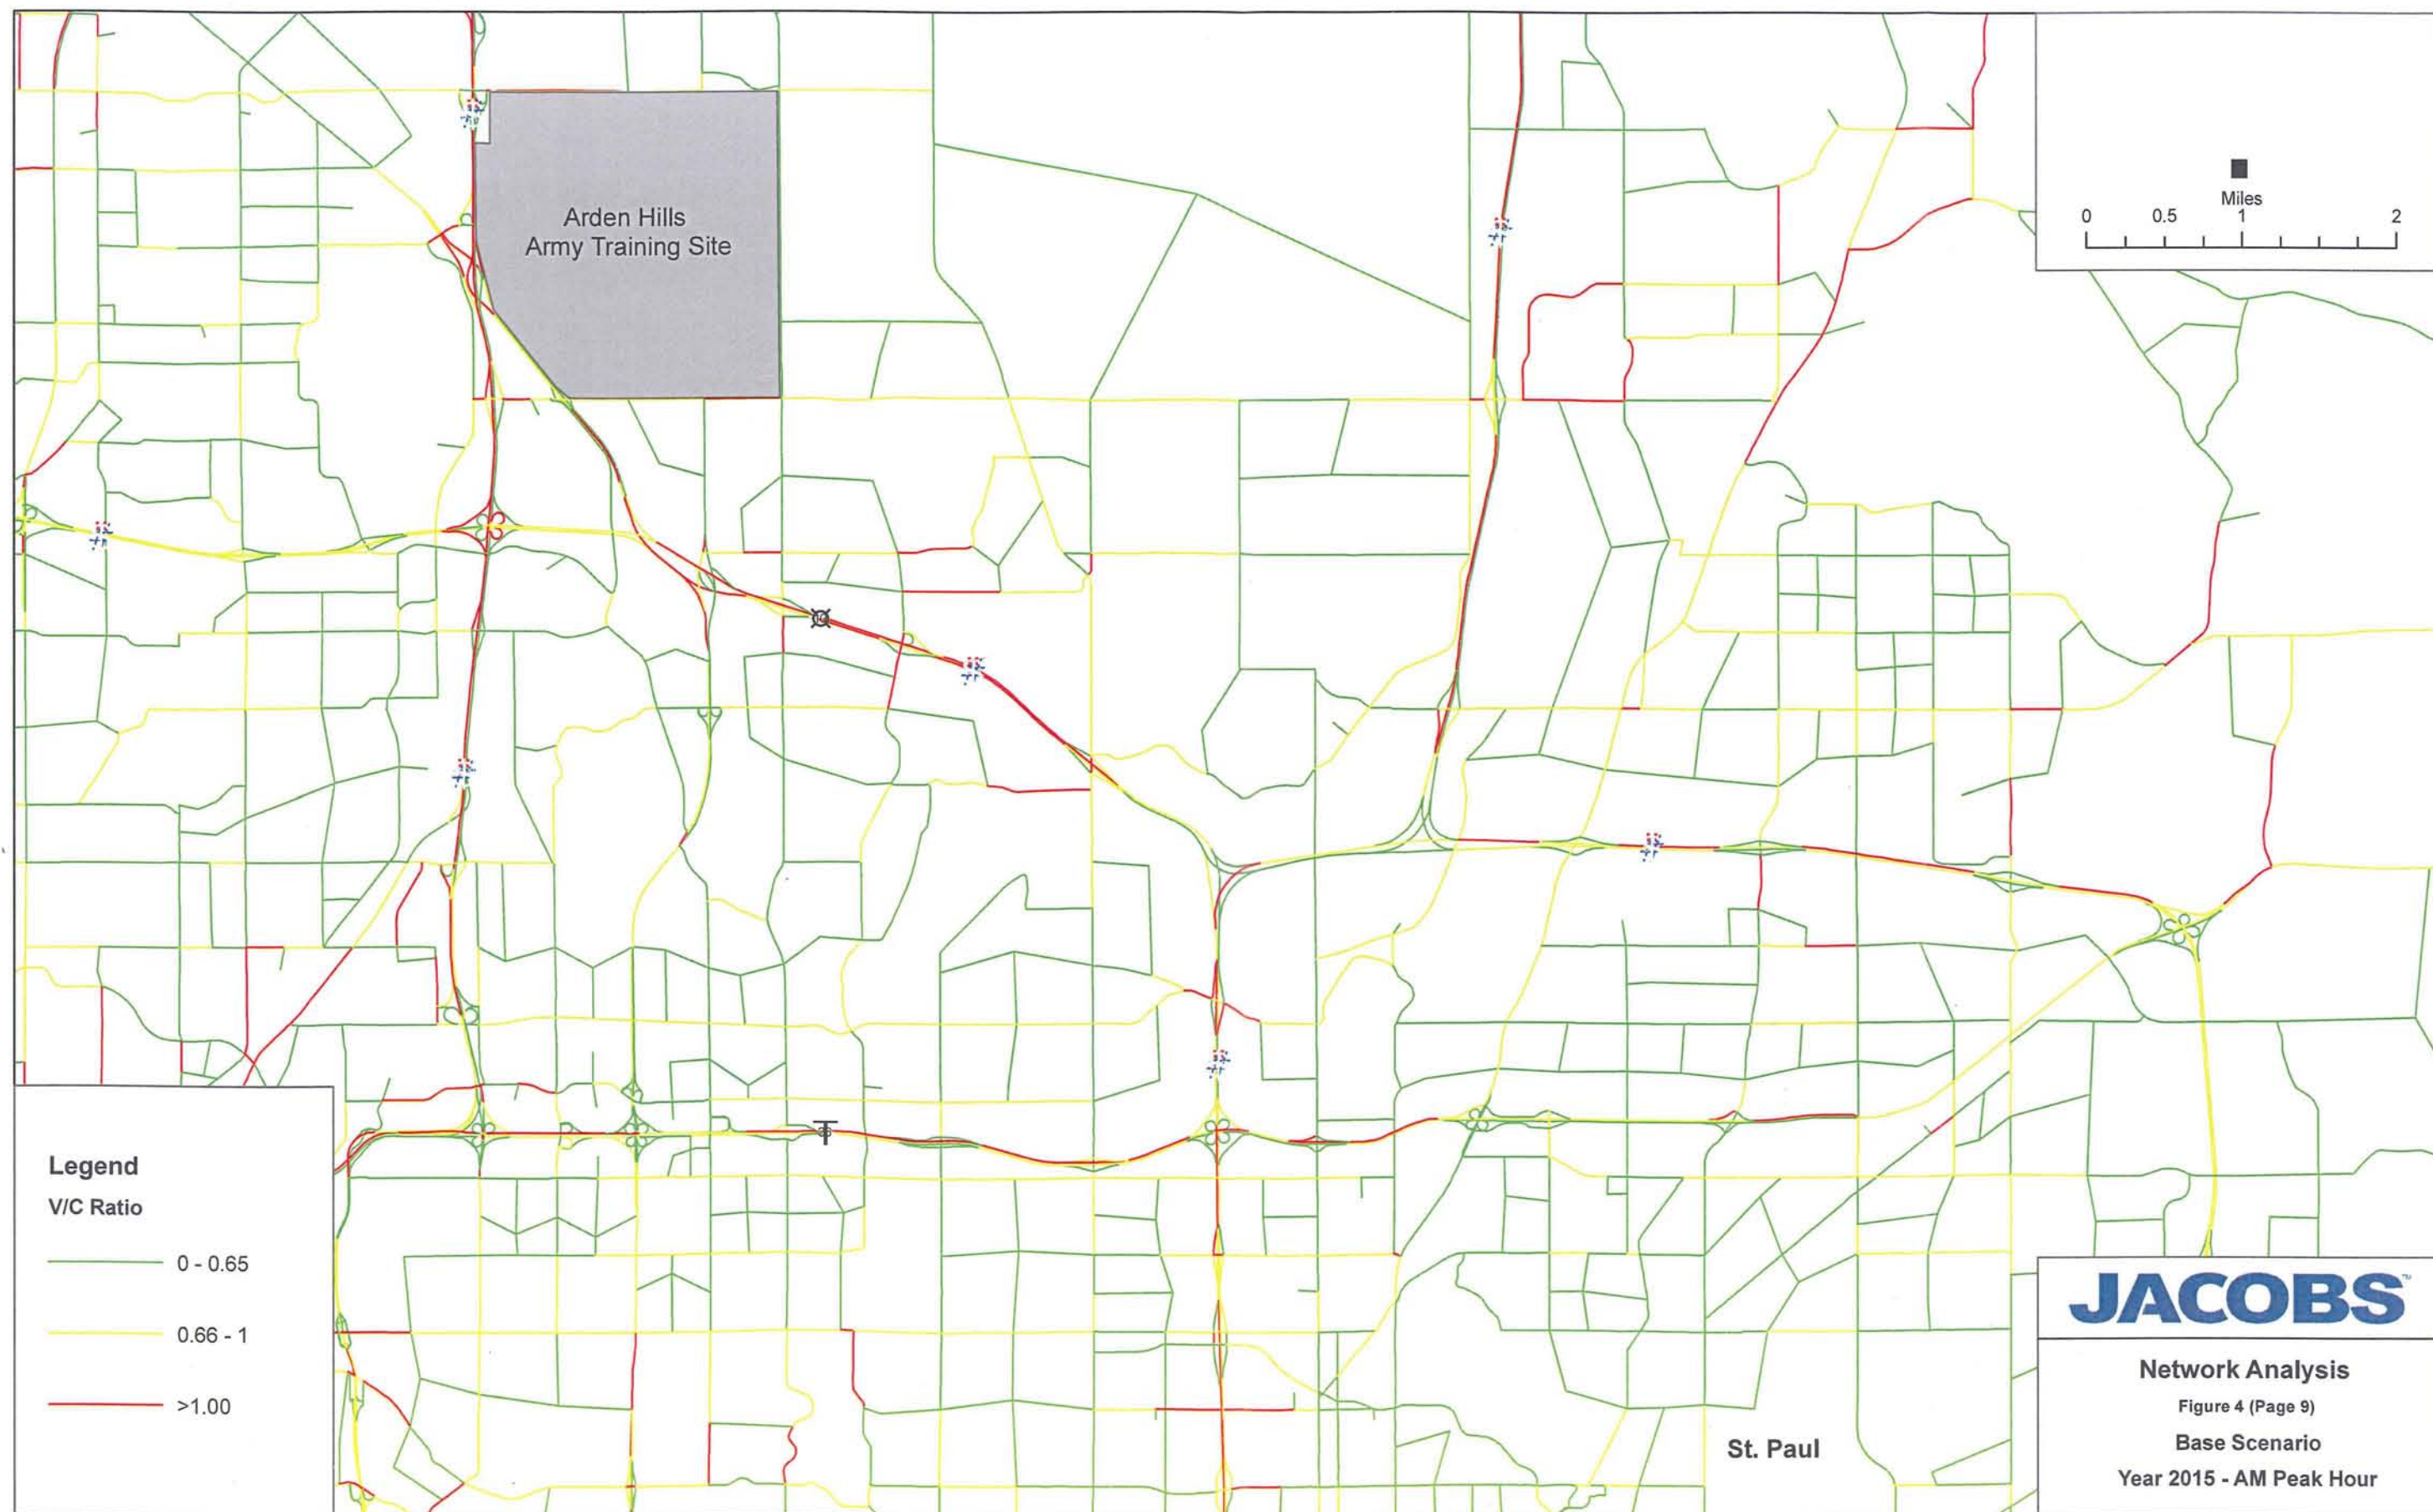 Arden Hills
Army Training Site
Miles
0 0.5 1 2
Legend
V/C Ratio
0 - 0.65
0.66 - 1
>1.00
St. Paul
JACOBS™
Network Analysis
Figure 4 (Page 9)
Base Scenario
Year 2015 - AM Peak Hour